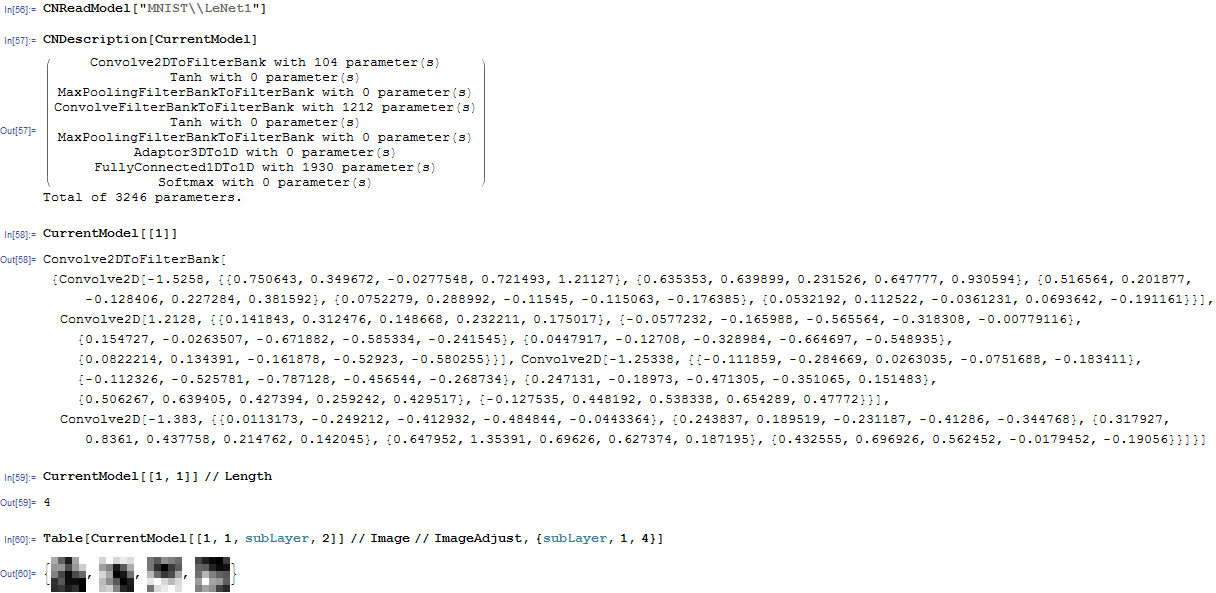 In[56]:= CNReadModel["MNIST\\LeNet1"]
In[57]:= CNDescription[CurrentModel]
Convolve2DToFilterBank with 104 parameter(s)
Tanh with 0 parameter(s)
MaxPoolingFilterBankToFilterBank with 0 parameter(s)
ConvolveFilterBankToFilterBank with 1212 parameter(s)
Out[57]= Tanh with 0 parameter(s)
MaxPoolingFilterBankToFilterBank with 0 parameter(s)
Adaptor3DTo1D with 0 parameter(s)
FullyConnected1DTo1D with 1930 parameter(s)
Softmax with 0 parameter(s)
Total of 3246 parameters.
In[58]:= CurrentModel[[1]]
Out[58]= Convolve2DToFilterBank[
{Convolve2D[-1.5258, {{0.750643, 0.349672, -0.0277548, 0.721493, 1.21127}, {0.635353, 0.639899, 0.231526, 0.647777, 0.930594}, {0.516564, 0.201877,
-0.128406, 0.227284, 0.381592}, {0.0752279, 0.288992, -0.11545, -0.115063, -0.176385}, {0.0532192, 0.112522, -0.0361231, 0.0693642, -0.191161}}],
Convolve2D[1.2128, {{0.141843, 0.312476, 0.148668, 0.232211, 0.175017}, {-0.0577232, -0.165988, -0.565564, -0.318308, -0.00779116},
{0.154727, -0.0263507, -0.671882, -0.585334, -0.241545}, {0.0447917, -0.12708, -0.328984, -0.664697, -0.548935},
{0.0822214, 0.134391, -0.161878, -0.52923, -0.580255}}], Convolve2D[-1.25338, {{-0.111859, -0.284669, 0.0263035, -0.0751688, -0.183411},
{-0.112326, -0.525781, -0.787128, -0.456544, -0.268734}, {0.247131, -0.18973, -0.471305, -0.351065, 0.151483},
{0.506267, 0.639405, 0.427394, 0.259242, 0.429517}, {-0.127535, 0.448192, 0.538338, 0.654289, 0.47772}}],
Convolve2D[-1.383, {{0.0113173, -0.249212, -0.412932, -0.484844, -0.0443364}, {0.243837, 0.189519, -0.231187, -0.41286, -0.344768}, {0.317927,
0.8361, 0.437758, 0.214762, 0.142045}, {0.647952, 1.35391, 0.69626, 0.627374, 0.187195}, {0.432555, 0.696926, 0.562452, -0.0179452, -0.19056}}]}]
In[59]:= CurrentModel[[1, 1]] // Length
Out[59]= 4
In[60]:= Table[CurrentModel[[1, 1, subLayer, 2]] // Image // ImageAdjust, {subLayer, 1, 4}]
Out[60]= { , , , }